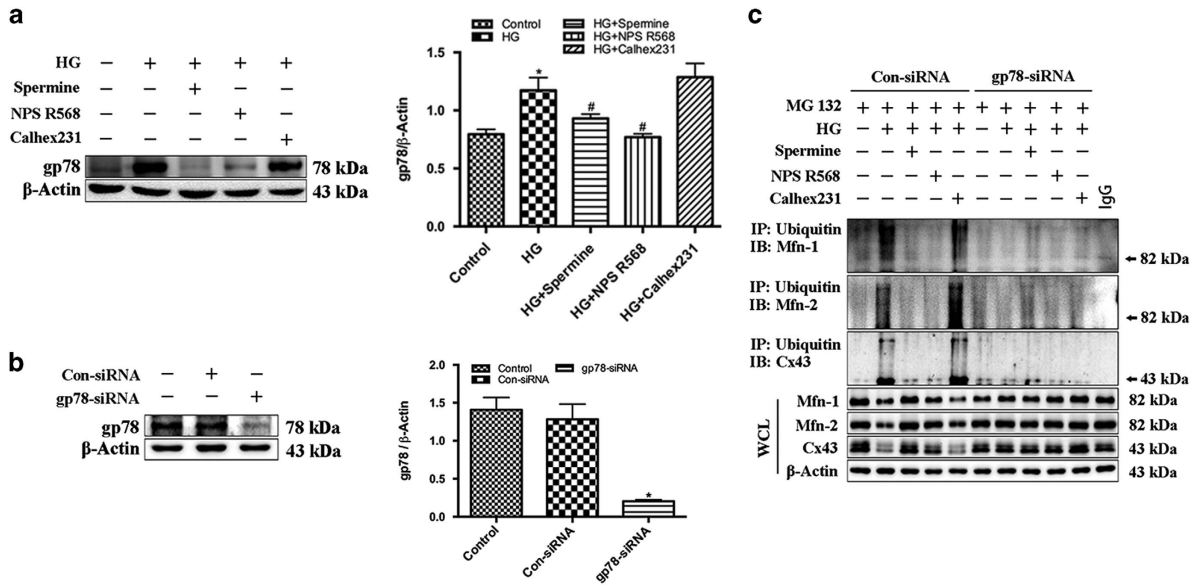 a
HG − + + + +
Spermine − − + − −
NPS R568 − − − + −
Calhex231 − − − − +
gp78 78 kDa
β-Actin 43 kDa
Control
HG
HG+Spermine
HG+NPS R568
HG+Calhex231
gp78/β-Actin
1.5
1.0
0.5
0.0
*
#
#
Control
HG
HG+Spermine
HG+NPS R568
HG+Calhex231
b
Con-siRNA − + −
gp78-siRNA − − +
gp78 78 kDa
β-Actin 43 kDa
Control
Con-siRNA
gp78-siRNA
gp78 /β-Actin
2.0
1.5
1.0
0.5
0.0
*
Control
Con-siRNA
gp78-siRNA
c
Con-siRNA gp78-siRNA
MG 132 + + + + + + + + + +
HG − + + + + − + + + +
Spermine − − + − − − − + − −
NPS R568 − − − + − − − − + −
Calhex231 − − − − + − − − − +
IgG
IP: Ubiquitin
IB: Mfn-1
82 kDa
IP: Ubiquitin
IB: Mfn-2
82 kDa
IP: Ubiquitin
IB: Cx43
43 kDa
WCL
Mfn-1 82 kDa
Mfn-2 82 kDa
Cx43 43 kDa
β-Actin 43 kDa